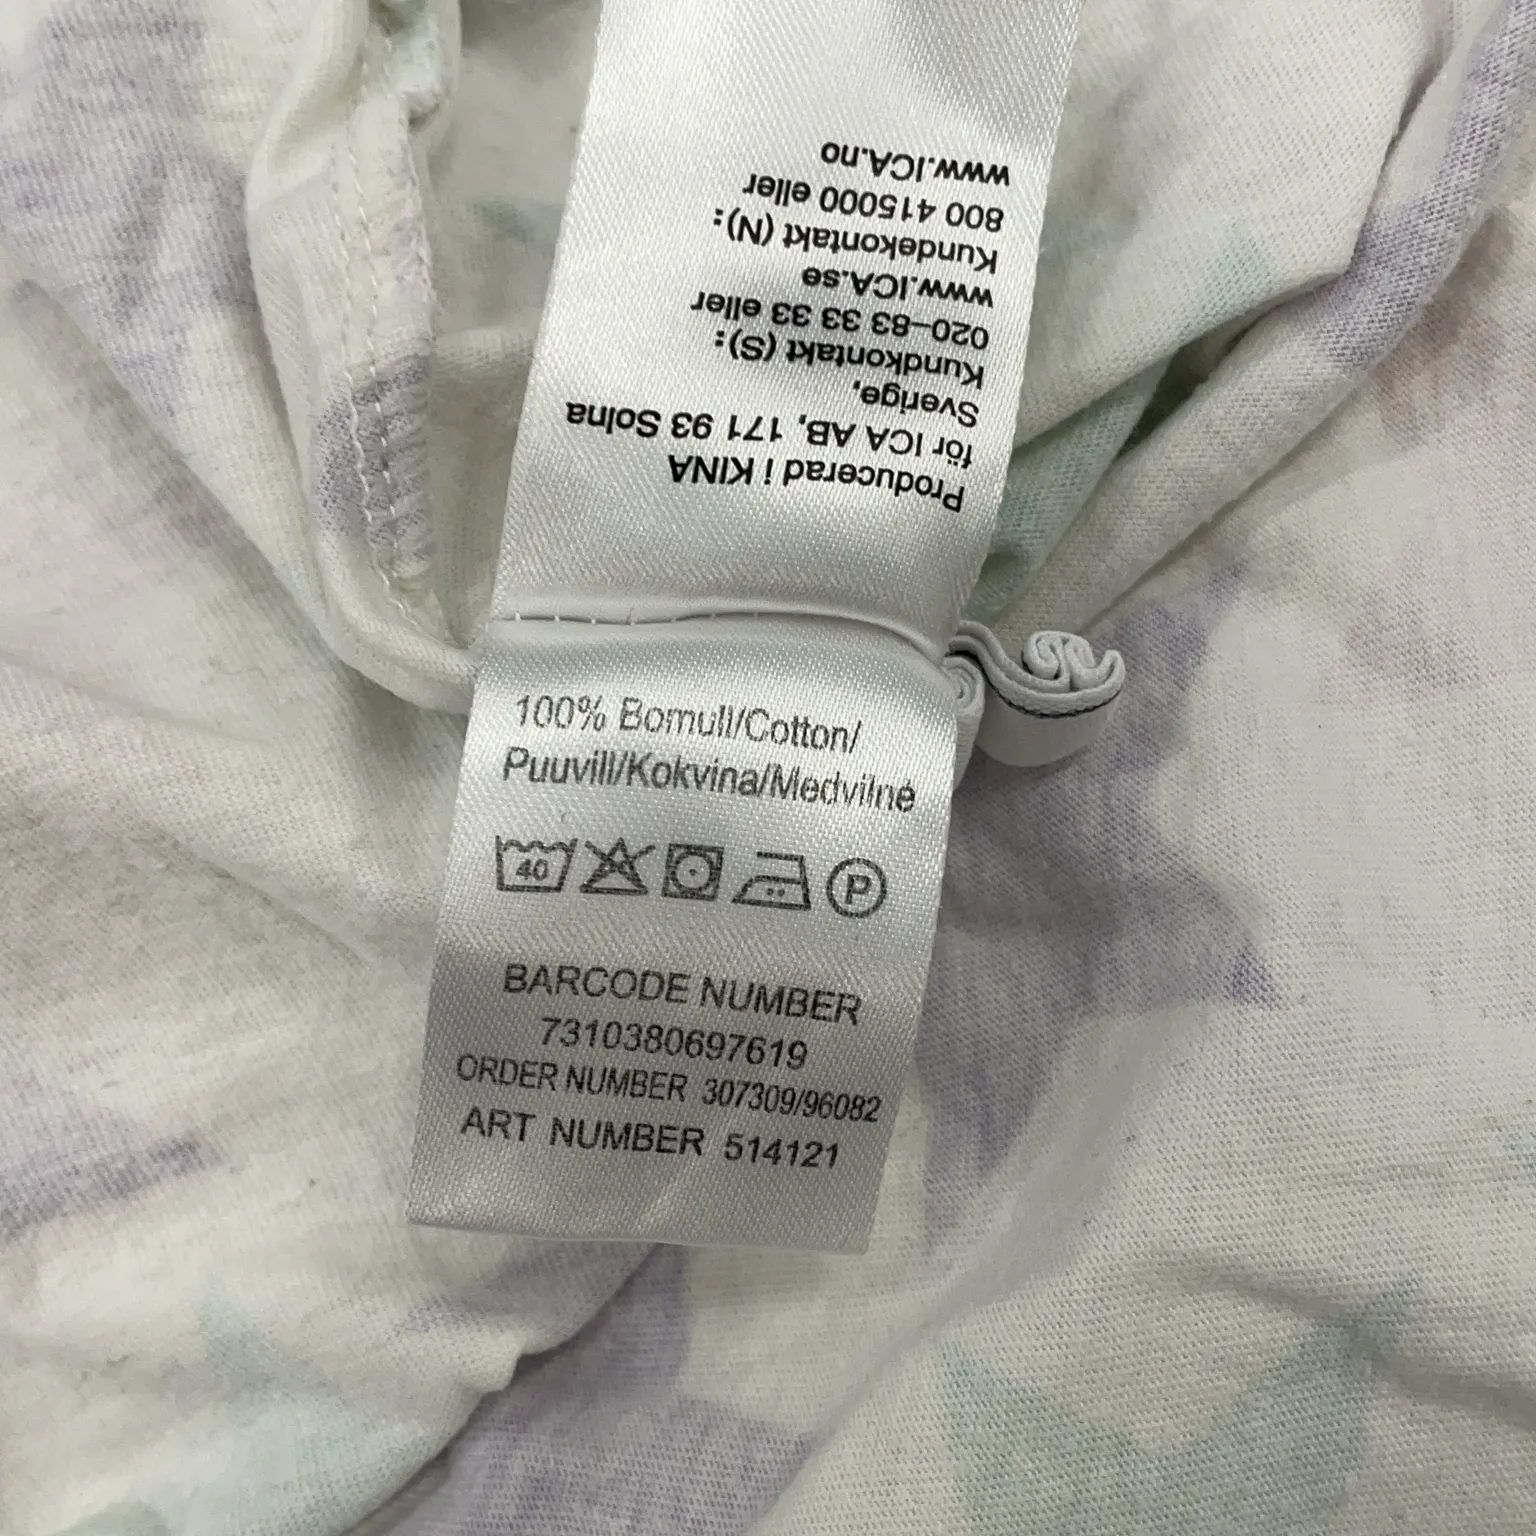 Producerad i KINA
för ICA AB, 171 93 Solna
Sverige,
Kundkontakt (S):
020-83 33 33 eller
www.ICA.se
Kundekontakt (N):
800 415000 eller
www.ICA.no
100% Bomull/Cotton/
Puuvill/Kokvina/Medvilnė
40
P
BARCODE NUMBER
7310380697619
ORDER NUMBER 307309/96082
ART NUMBER 514121